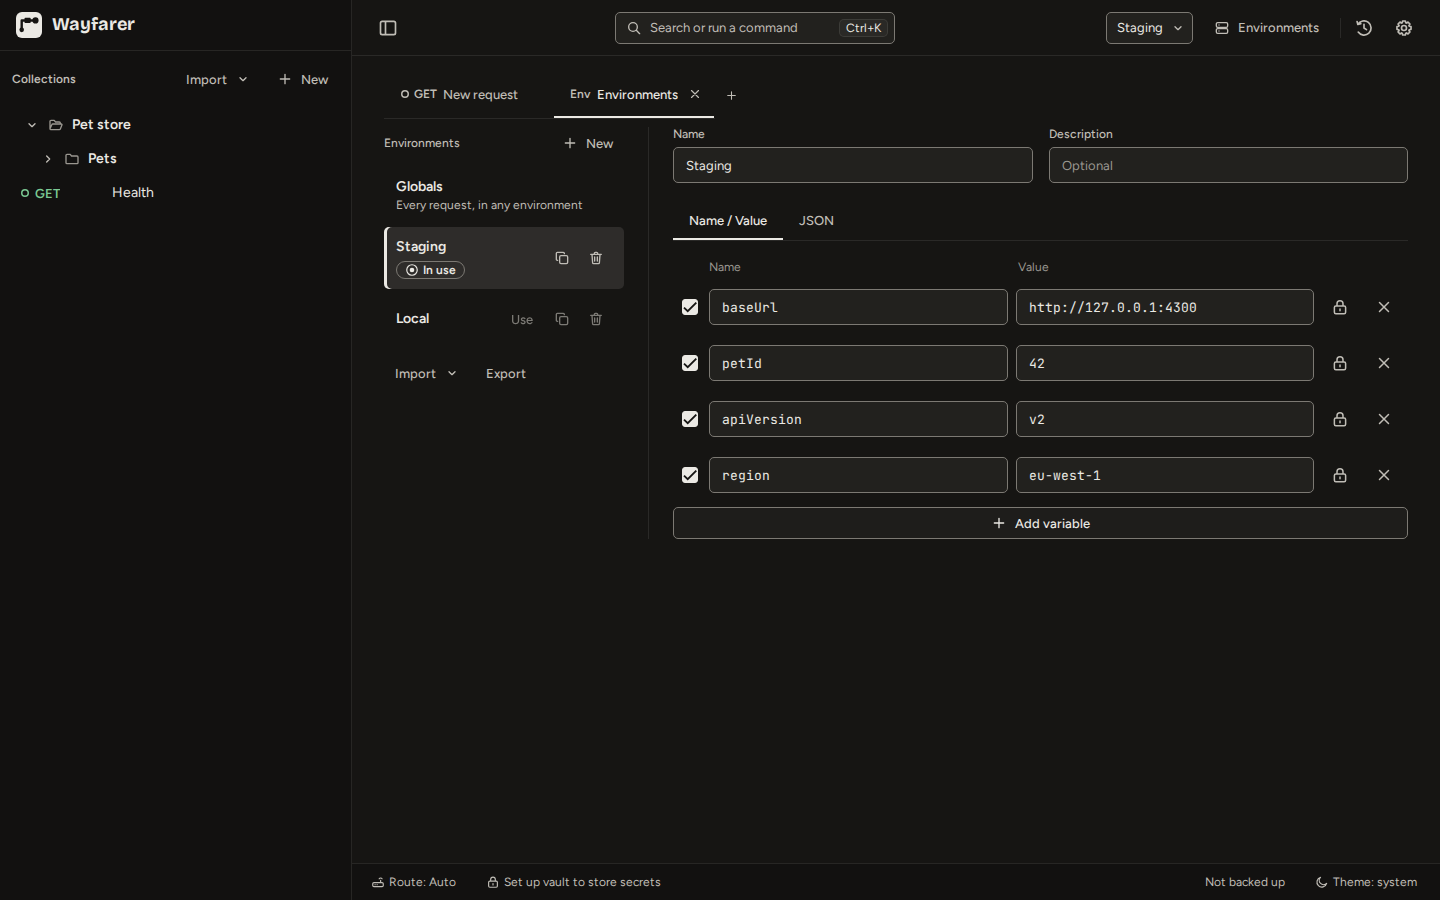 Wayfarer
Search or run a command
Ctrl+K
Staging
Environments
Collections
Import
New
Pet store
Pets
GET
Health
GET New request
Env Environments
Environments
New
Globals
Every request, in any environment
Staging
In use
Local
Use
Import
Export
Name
Description
Staging
Optional
Name / Value
JSON
Name
Value
baseUrl
http://127.0.0.1:4300
petId
42
apiVersion
v2
region
eu-west-1
Add variable
Route: Auto
Set up vault to store secrets
Not backed up
Theme: system